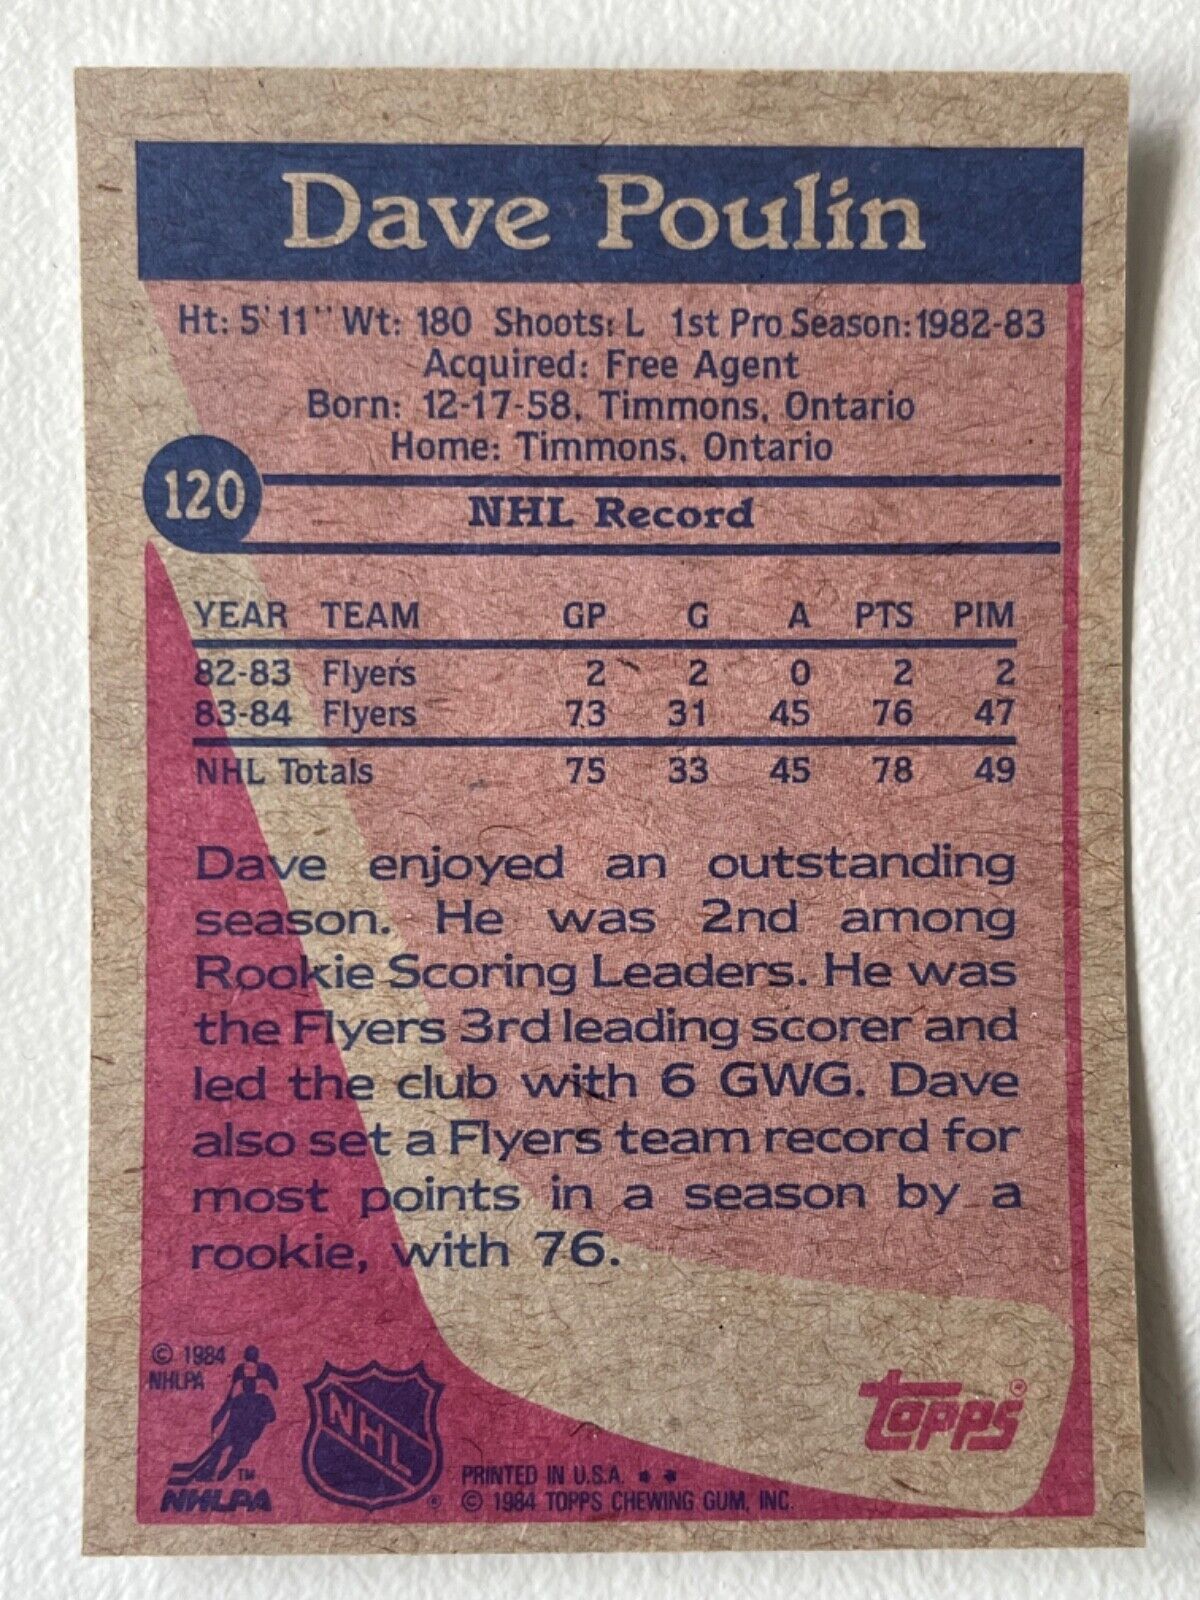 Dave Poulin
Ht: 5'11" Wt: 180 Shoots: L 1st Pro Season: 1982-83
Acquired: Free Agent
Born: 12-17-58, Timmons, Ontario
Home: Timmons, Ontario
120
NHL Record
YEAR TEAM GP G A PTS PIM
82-83 Flyers 2 2 0 2 2
83-84 Flyers 73 31 45 76 47
NHL Totals 75 33 45 78 49
Dave enjoyed an outstanding
season. He was 2nd among
Rookie Scoring Leaders. He was
the Flyers 3rd leading scorer and
led the club with 6 GWG. Dave
also set a Flyers team record for
most points in a season by a
rookie, with 76.
© 1984
NHLPA
TM
NHLPA
NHL
®
PRINTED IN U.S.A. * *
© 1984 TOPPS CHEWING GUM, INC.
topps ®